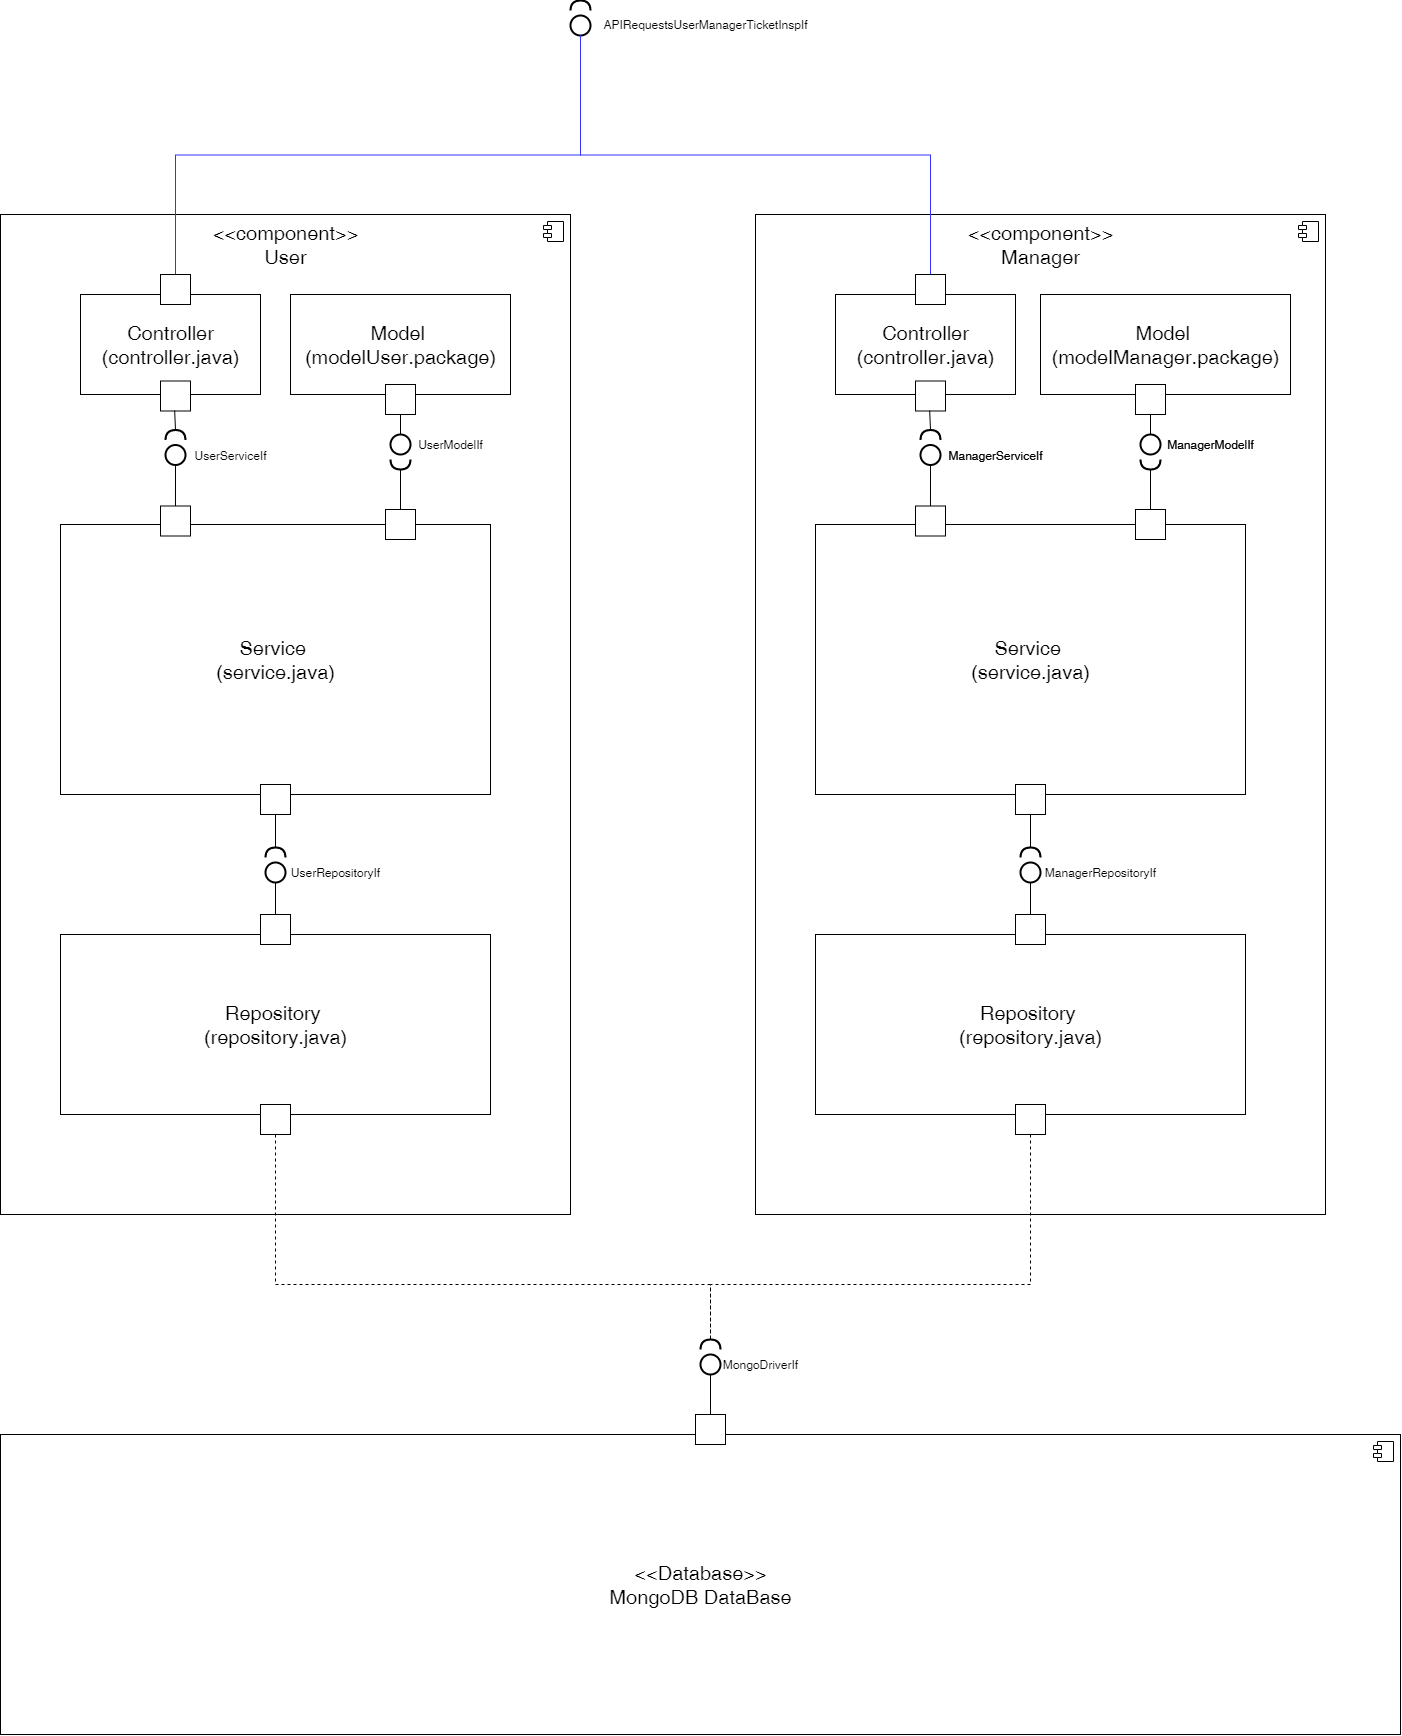 APIRequestsUserManagerTicketInspIf
<<component>>
User
Controller
(controller.java)
Model
(modelUser.package)
UserServiceIf
UserModelIf
Service
(service.java)
UserRepositoryIf
Repository
(repository.java)
<<component>>
Manager
Controller
(controller.java)
Model
(modelManager.package)
ManagerServiceIf
ManagerModelIf
Service
(service.java)
ManagerRepositoryIf
Repository
(repository.java)
MongoDriverIf
<<Database>>
MongoDB DataBase